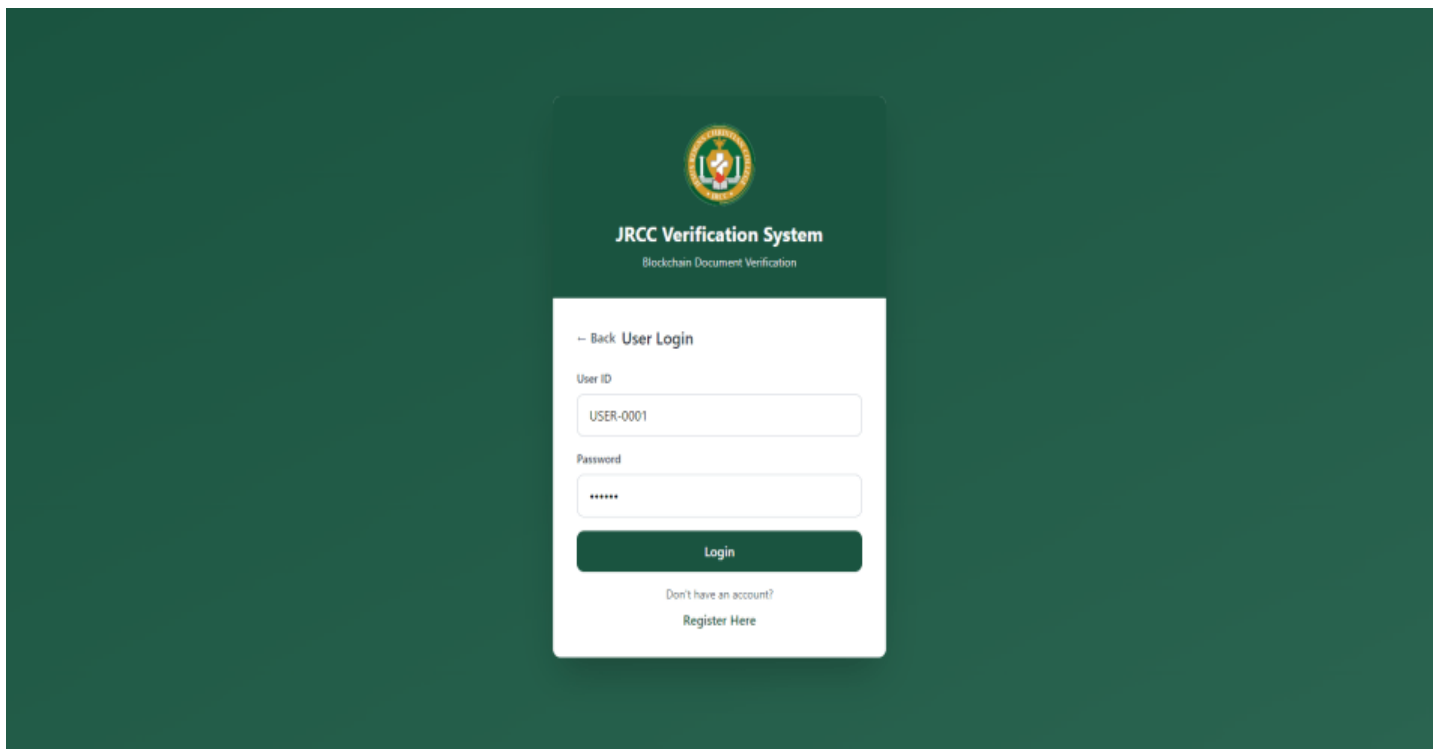 JRCC Verification System
Blockchain Document Verification
← Back User Login
User ID
USER-0001
Password
••••••
Login
Don't have an account?
Register Here